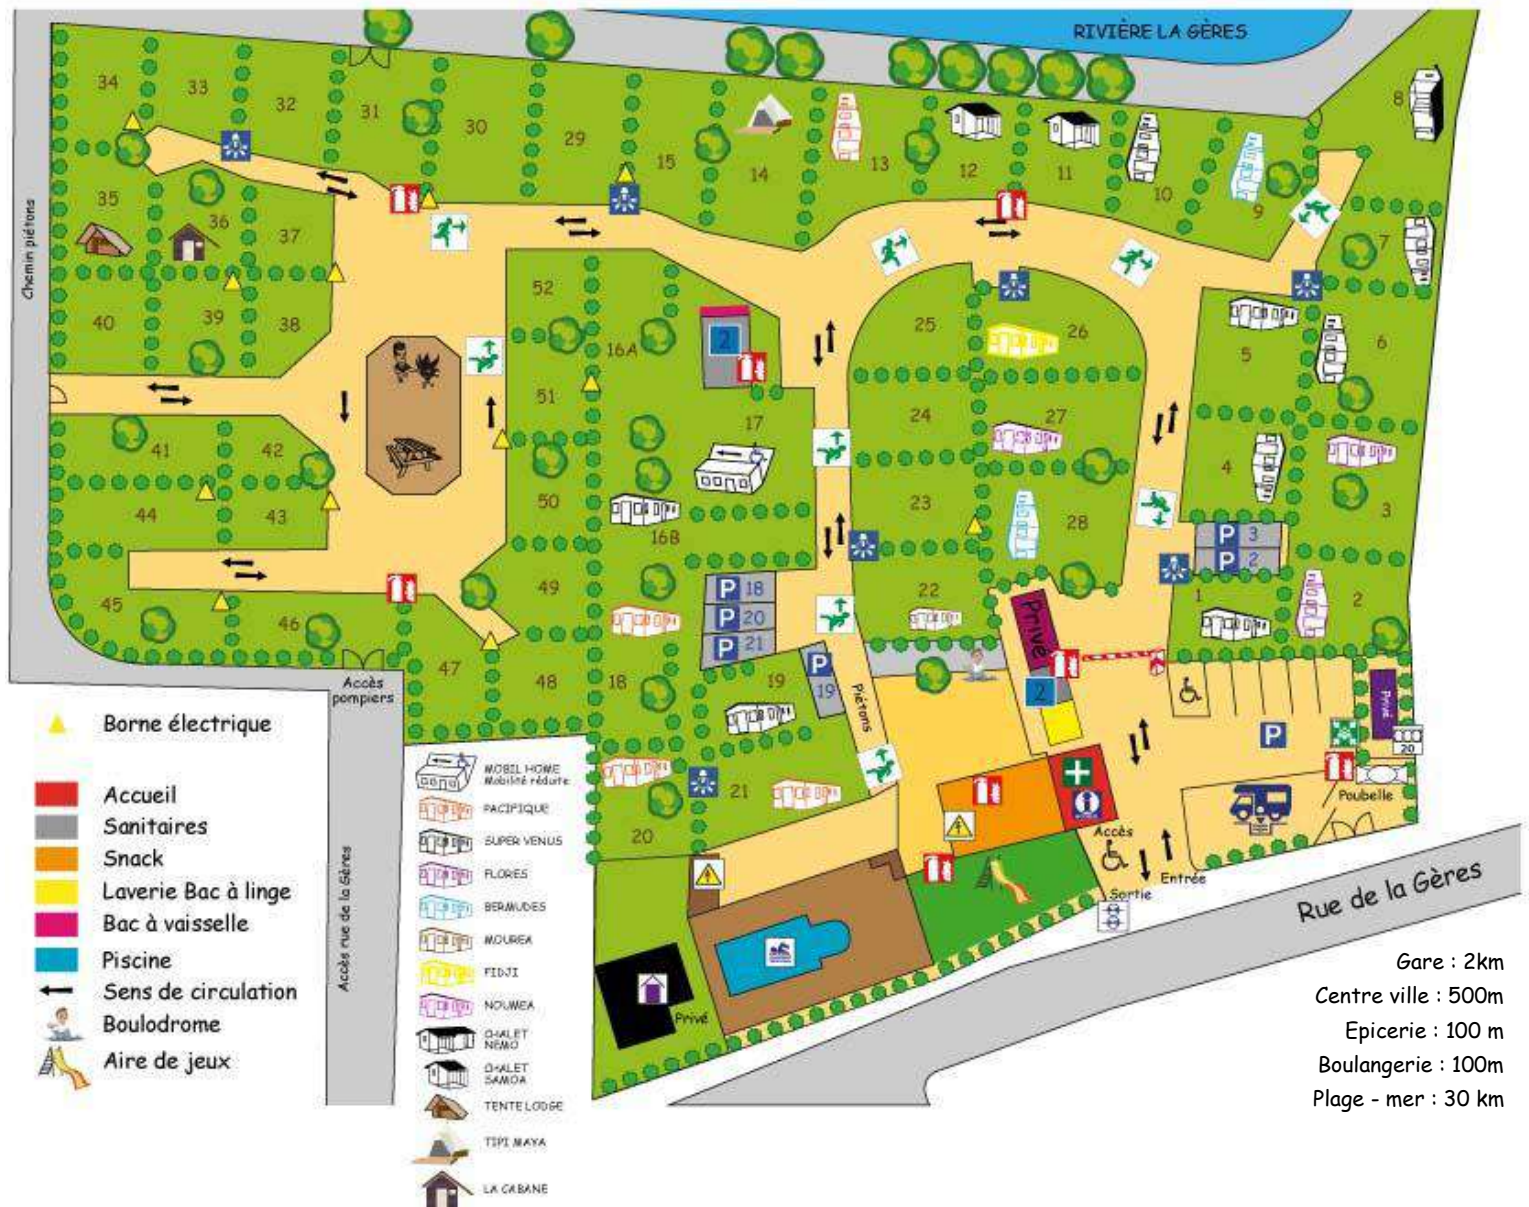 RIVIÈRE LA GÈRES
34
33
32
31
30
29
15
14
13
12
11
10
9
8
35
36
37
7
40
39
38
52
16A
2
25
26
5
6
51
17
24
27
41
42
4
3
50
16B
23
28
44
43
P 3
P 2
49
P 18
P 20
P 21
22
1
2
45
46
Privé
47
48
18
19
P 19
Piétons
2
P
Privé
20
Chemin piétons
Accès
pompiers
Accès rue de la Gères
20
21
Poubelle
Accès
Entrée
Sortie
Rue de la Gères
Privé
Borne électrique
Accueil
Sanitaires
Snack
Laverie Bac à linge
Bac à vaisselle
Piscine
Sens de circulation
Boulodrome
Aire de jeux
MOBIL HOME
Mobilité réduite
PACIFIQUE
SUPER VENUS
FLORES
BERMUDES
MOUREA
FIDJI
NOUMEA
CHALET
NEMO
CHALET
SAMOA
TENTE LODGE
TIPI MAYA
LA CABANE
Gare : 2km
Centre ville : 500m
Epicerie : 100 m
Boulangerie : 100m
Plage - mer : 30 km